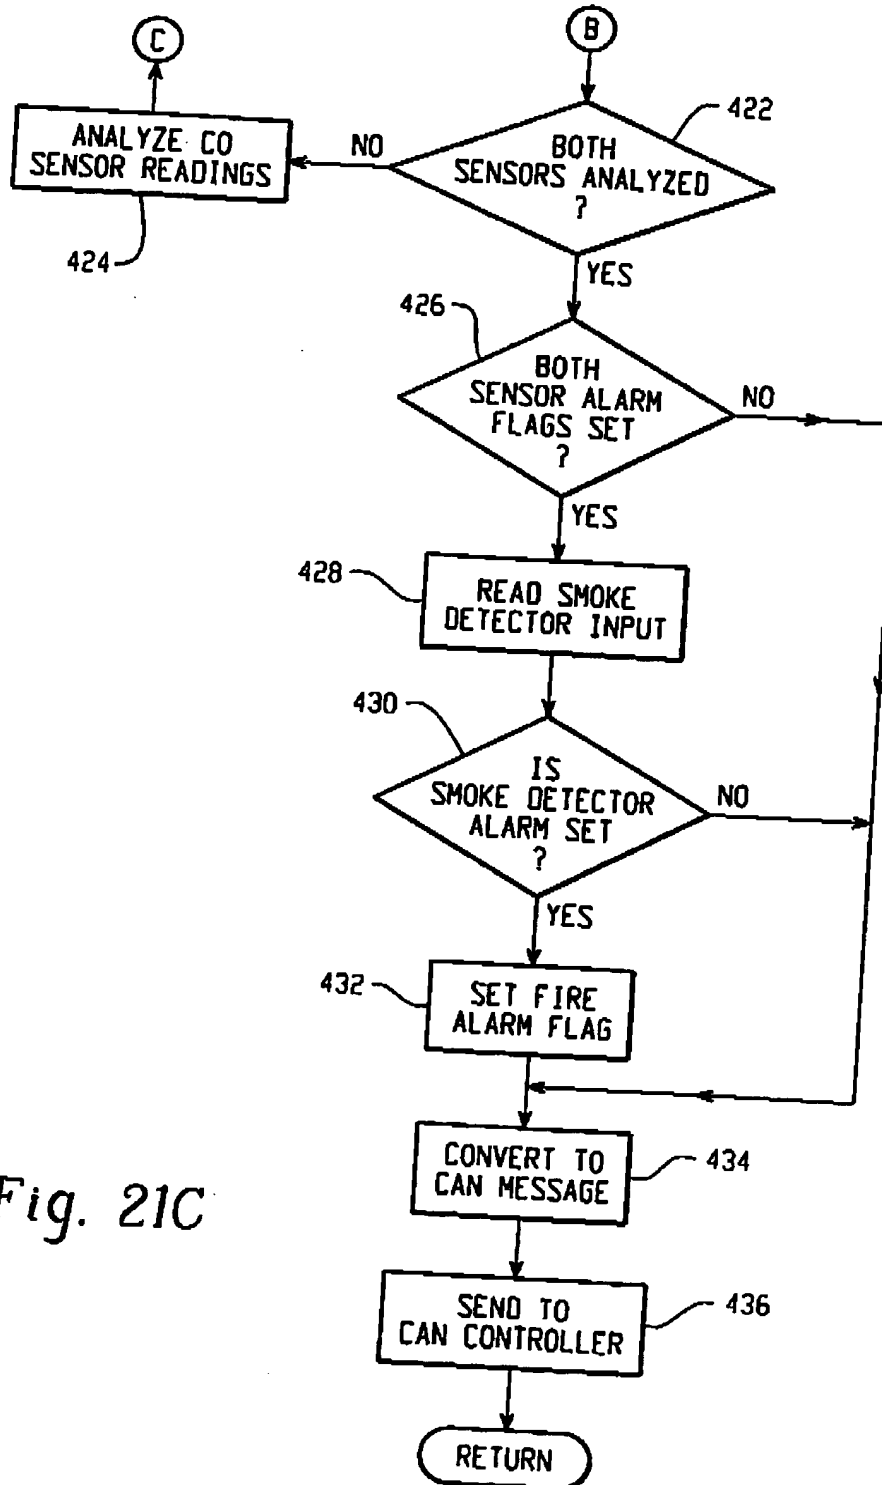 C
B
ANALYZE CO
SENSOR READINGS
424
NO
BOTH
SENSORS ANALYZED
?
422
YES
426
BOTH
SENSOR ALARM
FLAGS SET
?
NO
YES
428
READ SMOKE
DETECTOR INPUT
430
IS
SMOKE DETECTOR
ALARM SET
?
NO
YES
432
SET FIRE
ALARM FLAG
CONVERT TO
CAN MESSAGE
434
Fig. 21C
SEND TO
CAN CONTROLLER
436
RETURN